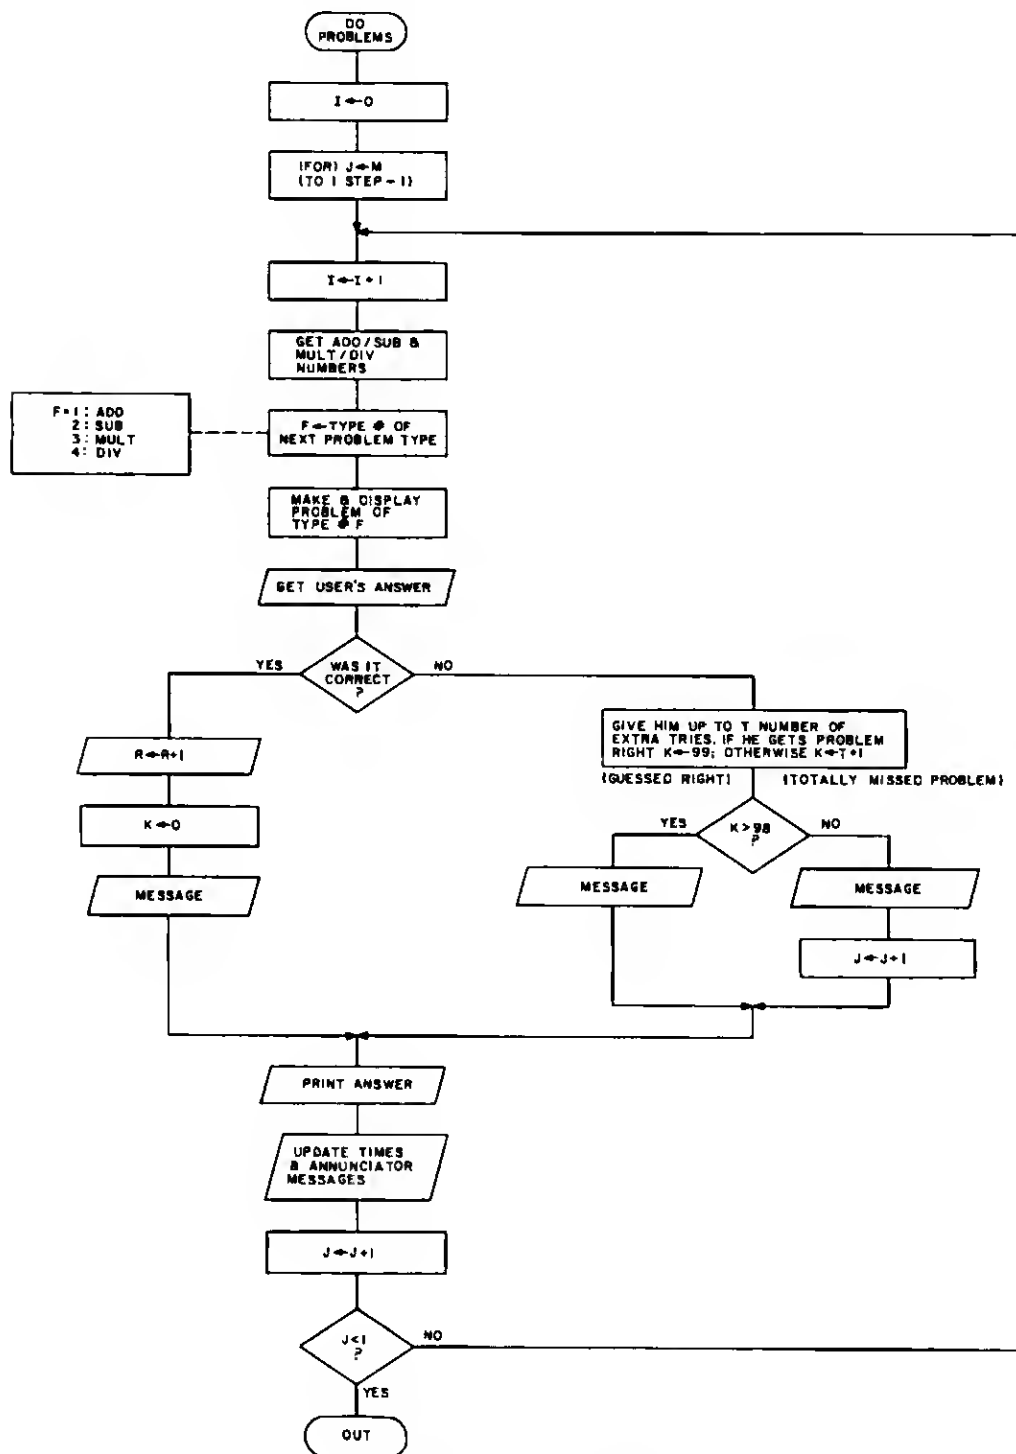 DO
PROBLEMS
I←0
(FOR) J←M
(TO 1 STEP -1)
I←I+1
GET ADD/SUB &
MULT/DIV
NUMBERS
F=1: ADD
2: SUB
3: MULT
4: DIV
F←TYPE # OF
NEXT PROBLEM TYPE
MAKE & DISPLAY
PROBLEM OF
TYPE # F
GET USER'S ANSWER
YES
WAS IT
CORRECT
?
NO
R←R+1
K←0
MESSAGE
GIVE HIM UP TO T NUMBER OF
EXTRA TRIES. IF HE GETS PROBLEM
RIGHT K←99; OTHERWISE K←T+1
(GUESSED RIGHT)
(TOTALLY MISSED PROBLEM)
YES
K>98
?
NO
MESSAGE
MESSAGE
J←J+1
PRINT ANSWER
UPDATE TIMES
& ANNUNCIATOR
MESSAGES
J←J+1
J<1
?
NO
YES
OUT